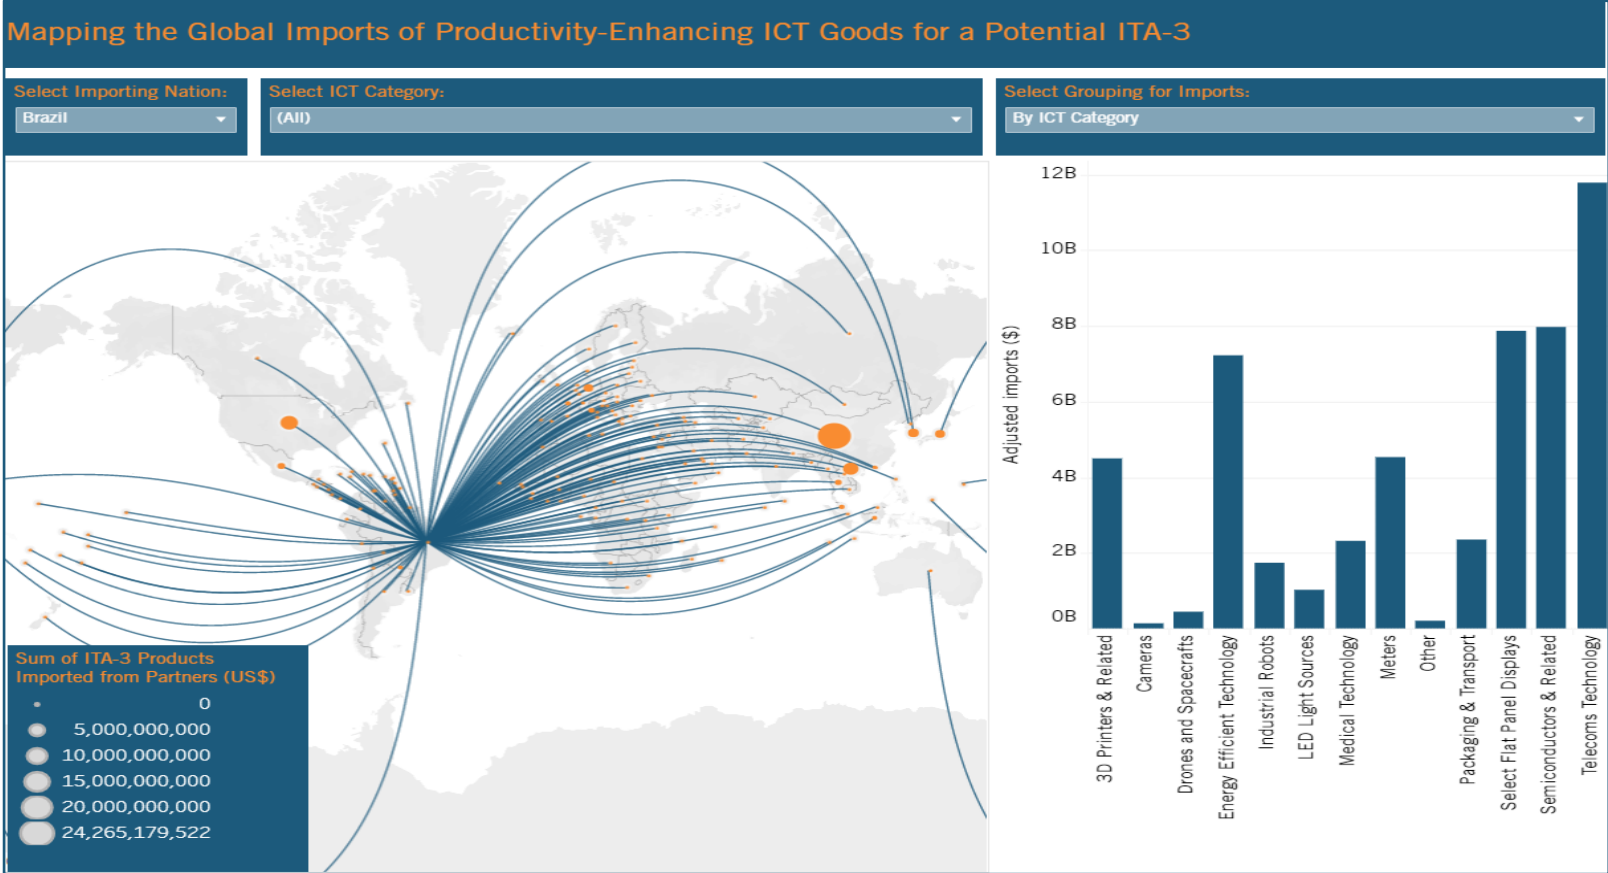 Mapping the Global Imports of Productivity-Enhancing ICT Goods for a Potential ITA-3
Select Importing Nation:
Brazil
Select ICT Category:
(All)
Select Grouping for Imports:
By ICT Category
Sum of ITA-3 Products
Imported from Partners (US$)
0
5,000,000,000
10,000,000,000
15,000,000,000
20,000,000,000
24,265,179,522
Adjusted imports ($)
12B
10B
8B
6B
4B
2B
0B
3D Printers & Related
Cameras
Drones and Spacecrafts
Energy Efficient Technology
Industrial Robots
LED Light Sources
Medical Technology
Meters
Other
Packaging & Transport
Select Flat Panel Displays
Semiconductors & Related
Telecoms Technology